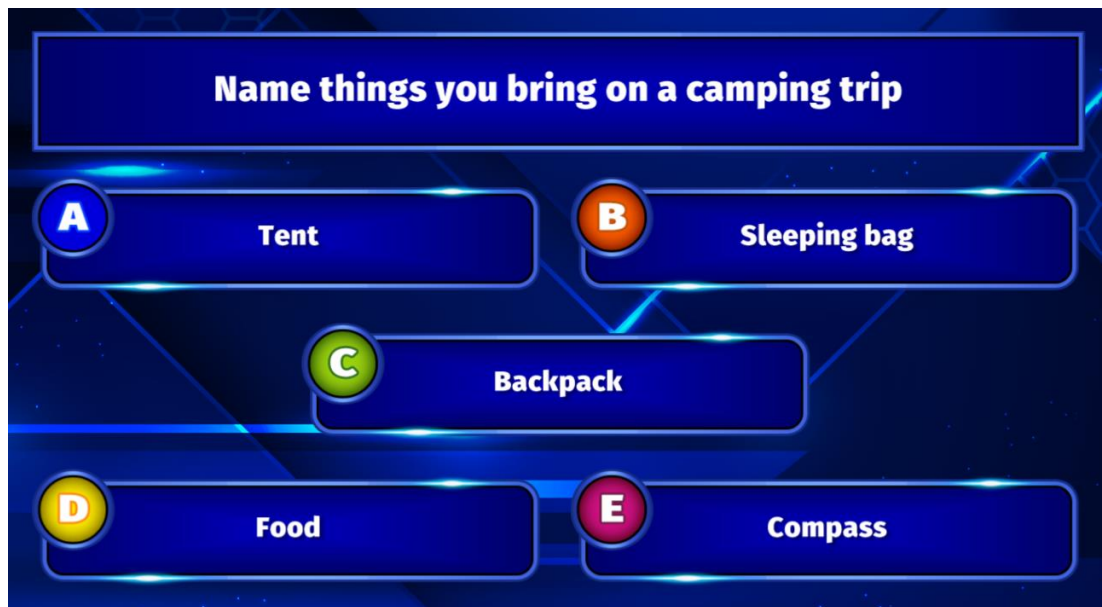 Name things you bring on a camping trip
A
Tent
B
Sleeping bag
C
Backpack
D
Food
E
Compass